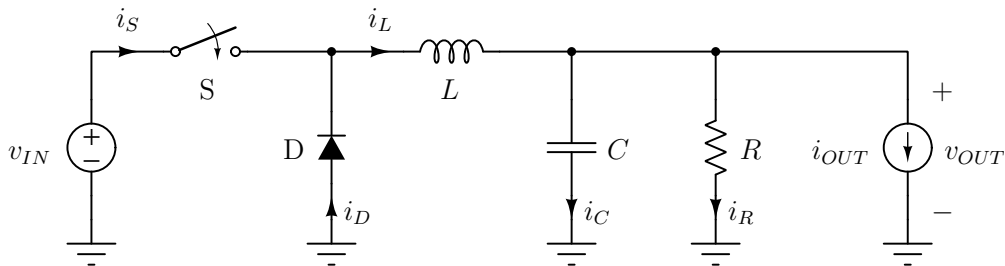 i_S
i_L
S
L
+
v_IN
+
−
D
C
R
i_OUT
v_OUT
i_D
i_C
i_R
−